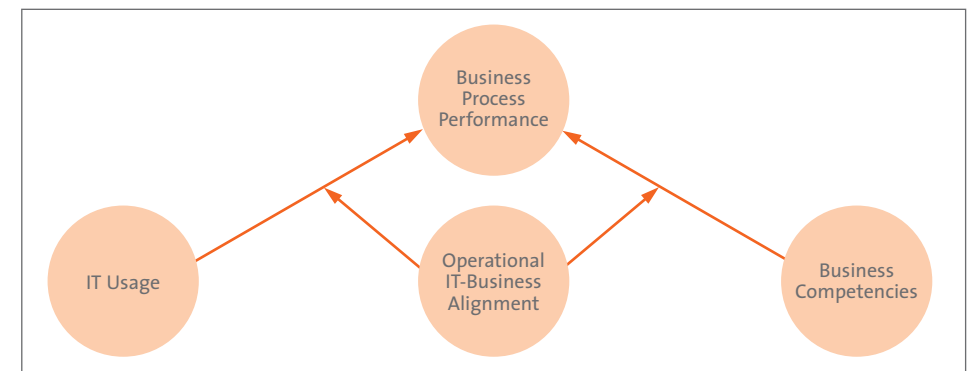 Business
Process
Performance
IT Usage
Operational
IT-Business
Alignment
Business
Competencies